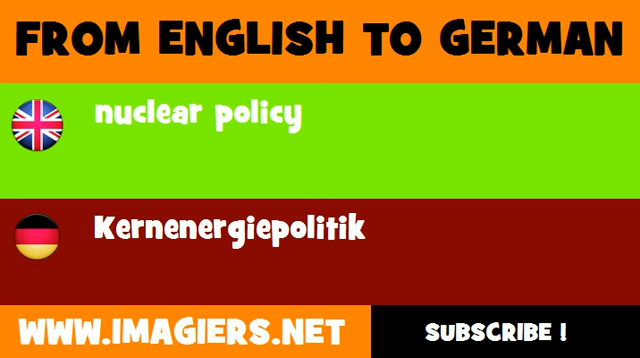 FROM ENGLISH TO GERMAN
nuclear policy
Kernenergiepolitik
WWW.IMAGIERS.NET
SUBSCRIBE !